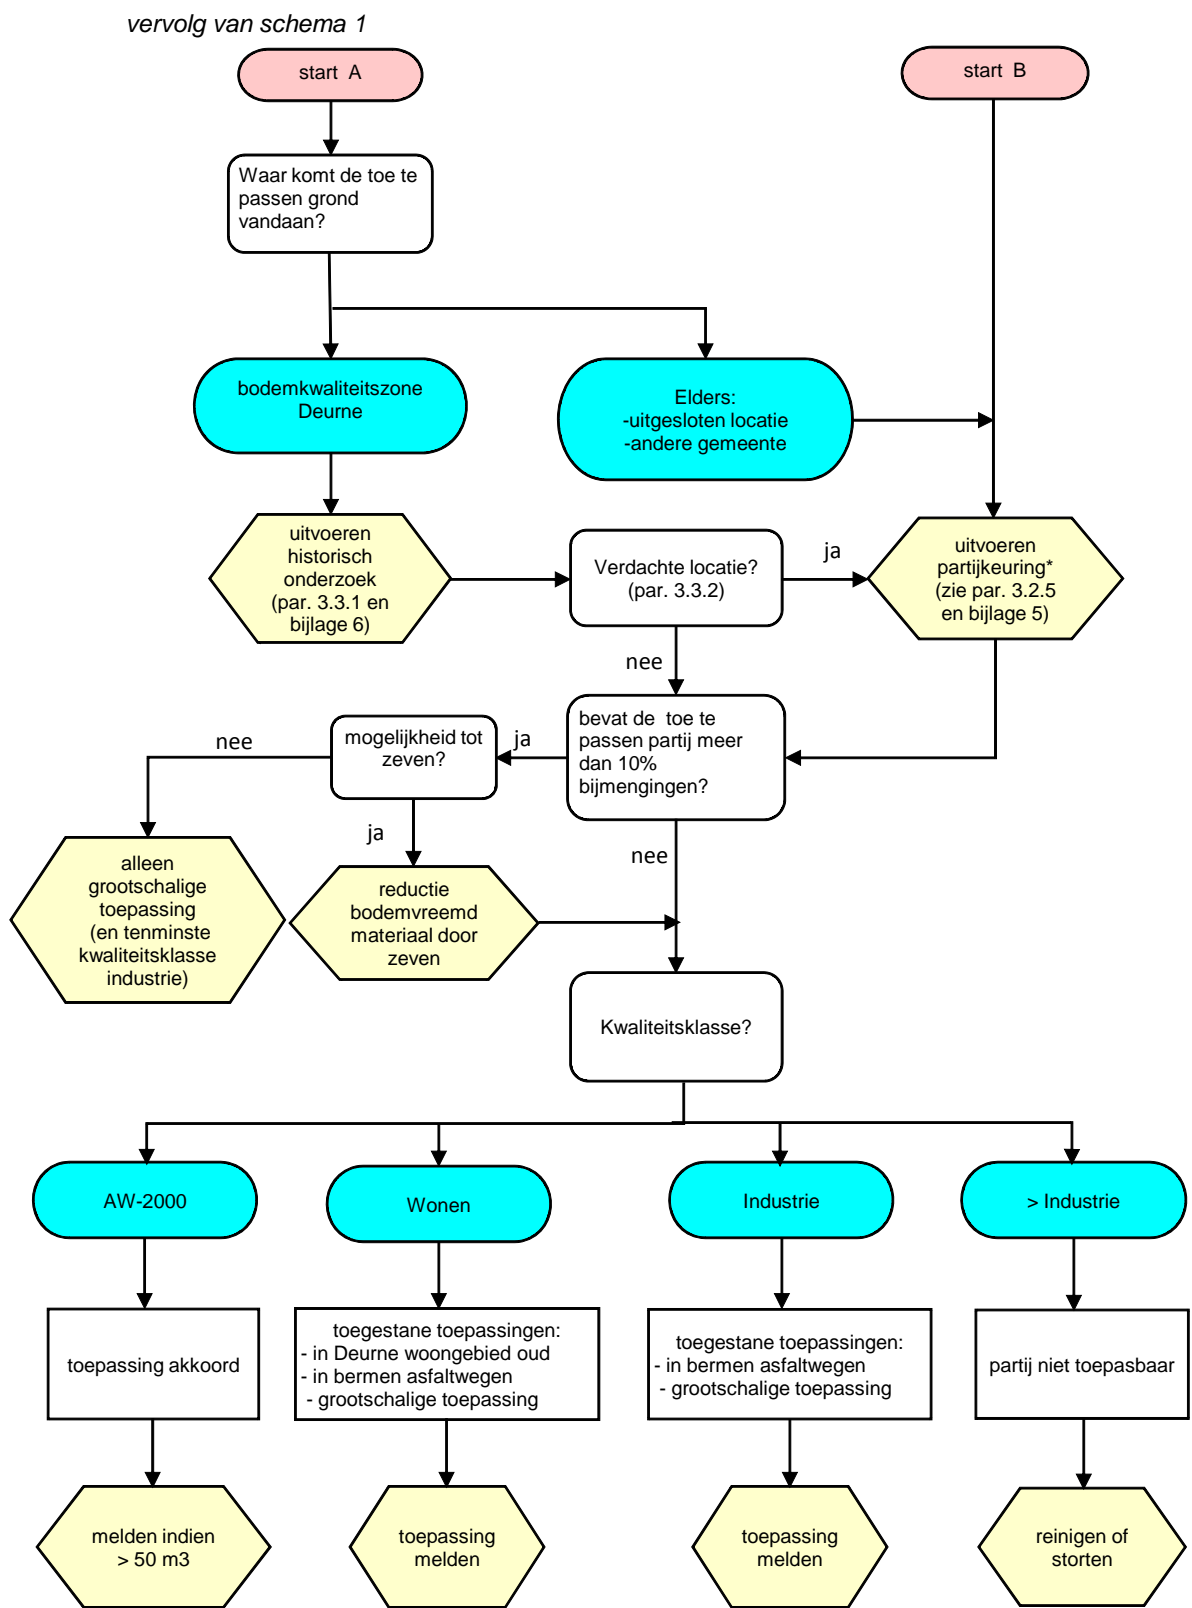 vervolg van schema 1
start A
start B
Waar komt de toe te
passen grond
vandaan?
bodemkwaliteitszone
Deurne
Elders:
-uitgesloten locatie
-andere gemeente
uitvoeren
historisch
onderzoek
(par. 3.3.1 en
bijlage 6)
Verdachte locatie?
(par. 3.3.2)
ja
uitvoeren
partijkeuring*
(zie par. 3.2.5
en bijlage 5)
nee
bevat de toe te
passen partij meer
dan 10%
bijmengingen?
ja
mogelijkheid tot
zeven?
nee
ja
nee
alleen
grootschalige
toepassing
(en tenminste
kwaliteitsklasse
industrie)
reductie
bodemvreemd
materiaal door
zeven
Kwaliteitsklasse?
AW-2000
Wonen
Industrie
> Industrie
toepassing akkoord
toegestane toepassingen:
- in Deurne woongebied oud
- in bermen asfaltwegen
- grootschalige toepassing
toegestane toepassingen:
- in bermen asfaltwegen
- grootschalige toepassing
partij niet toepasbaar
melden indien
> 50 m3
toepassing
melden
toepassing
melden
reinigen of
storten